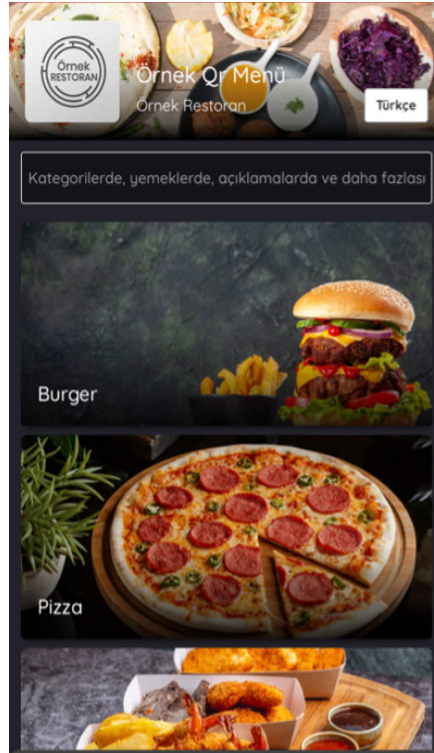 Örnek
RESTORAN
Örnek Qr Menü
Örnek Restoran
Türkçe
Kategorilerde, yemeklerde, açıklamalarda ve daha fazlası
Burger
Pizza